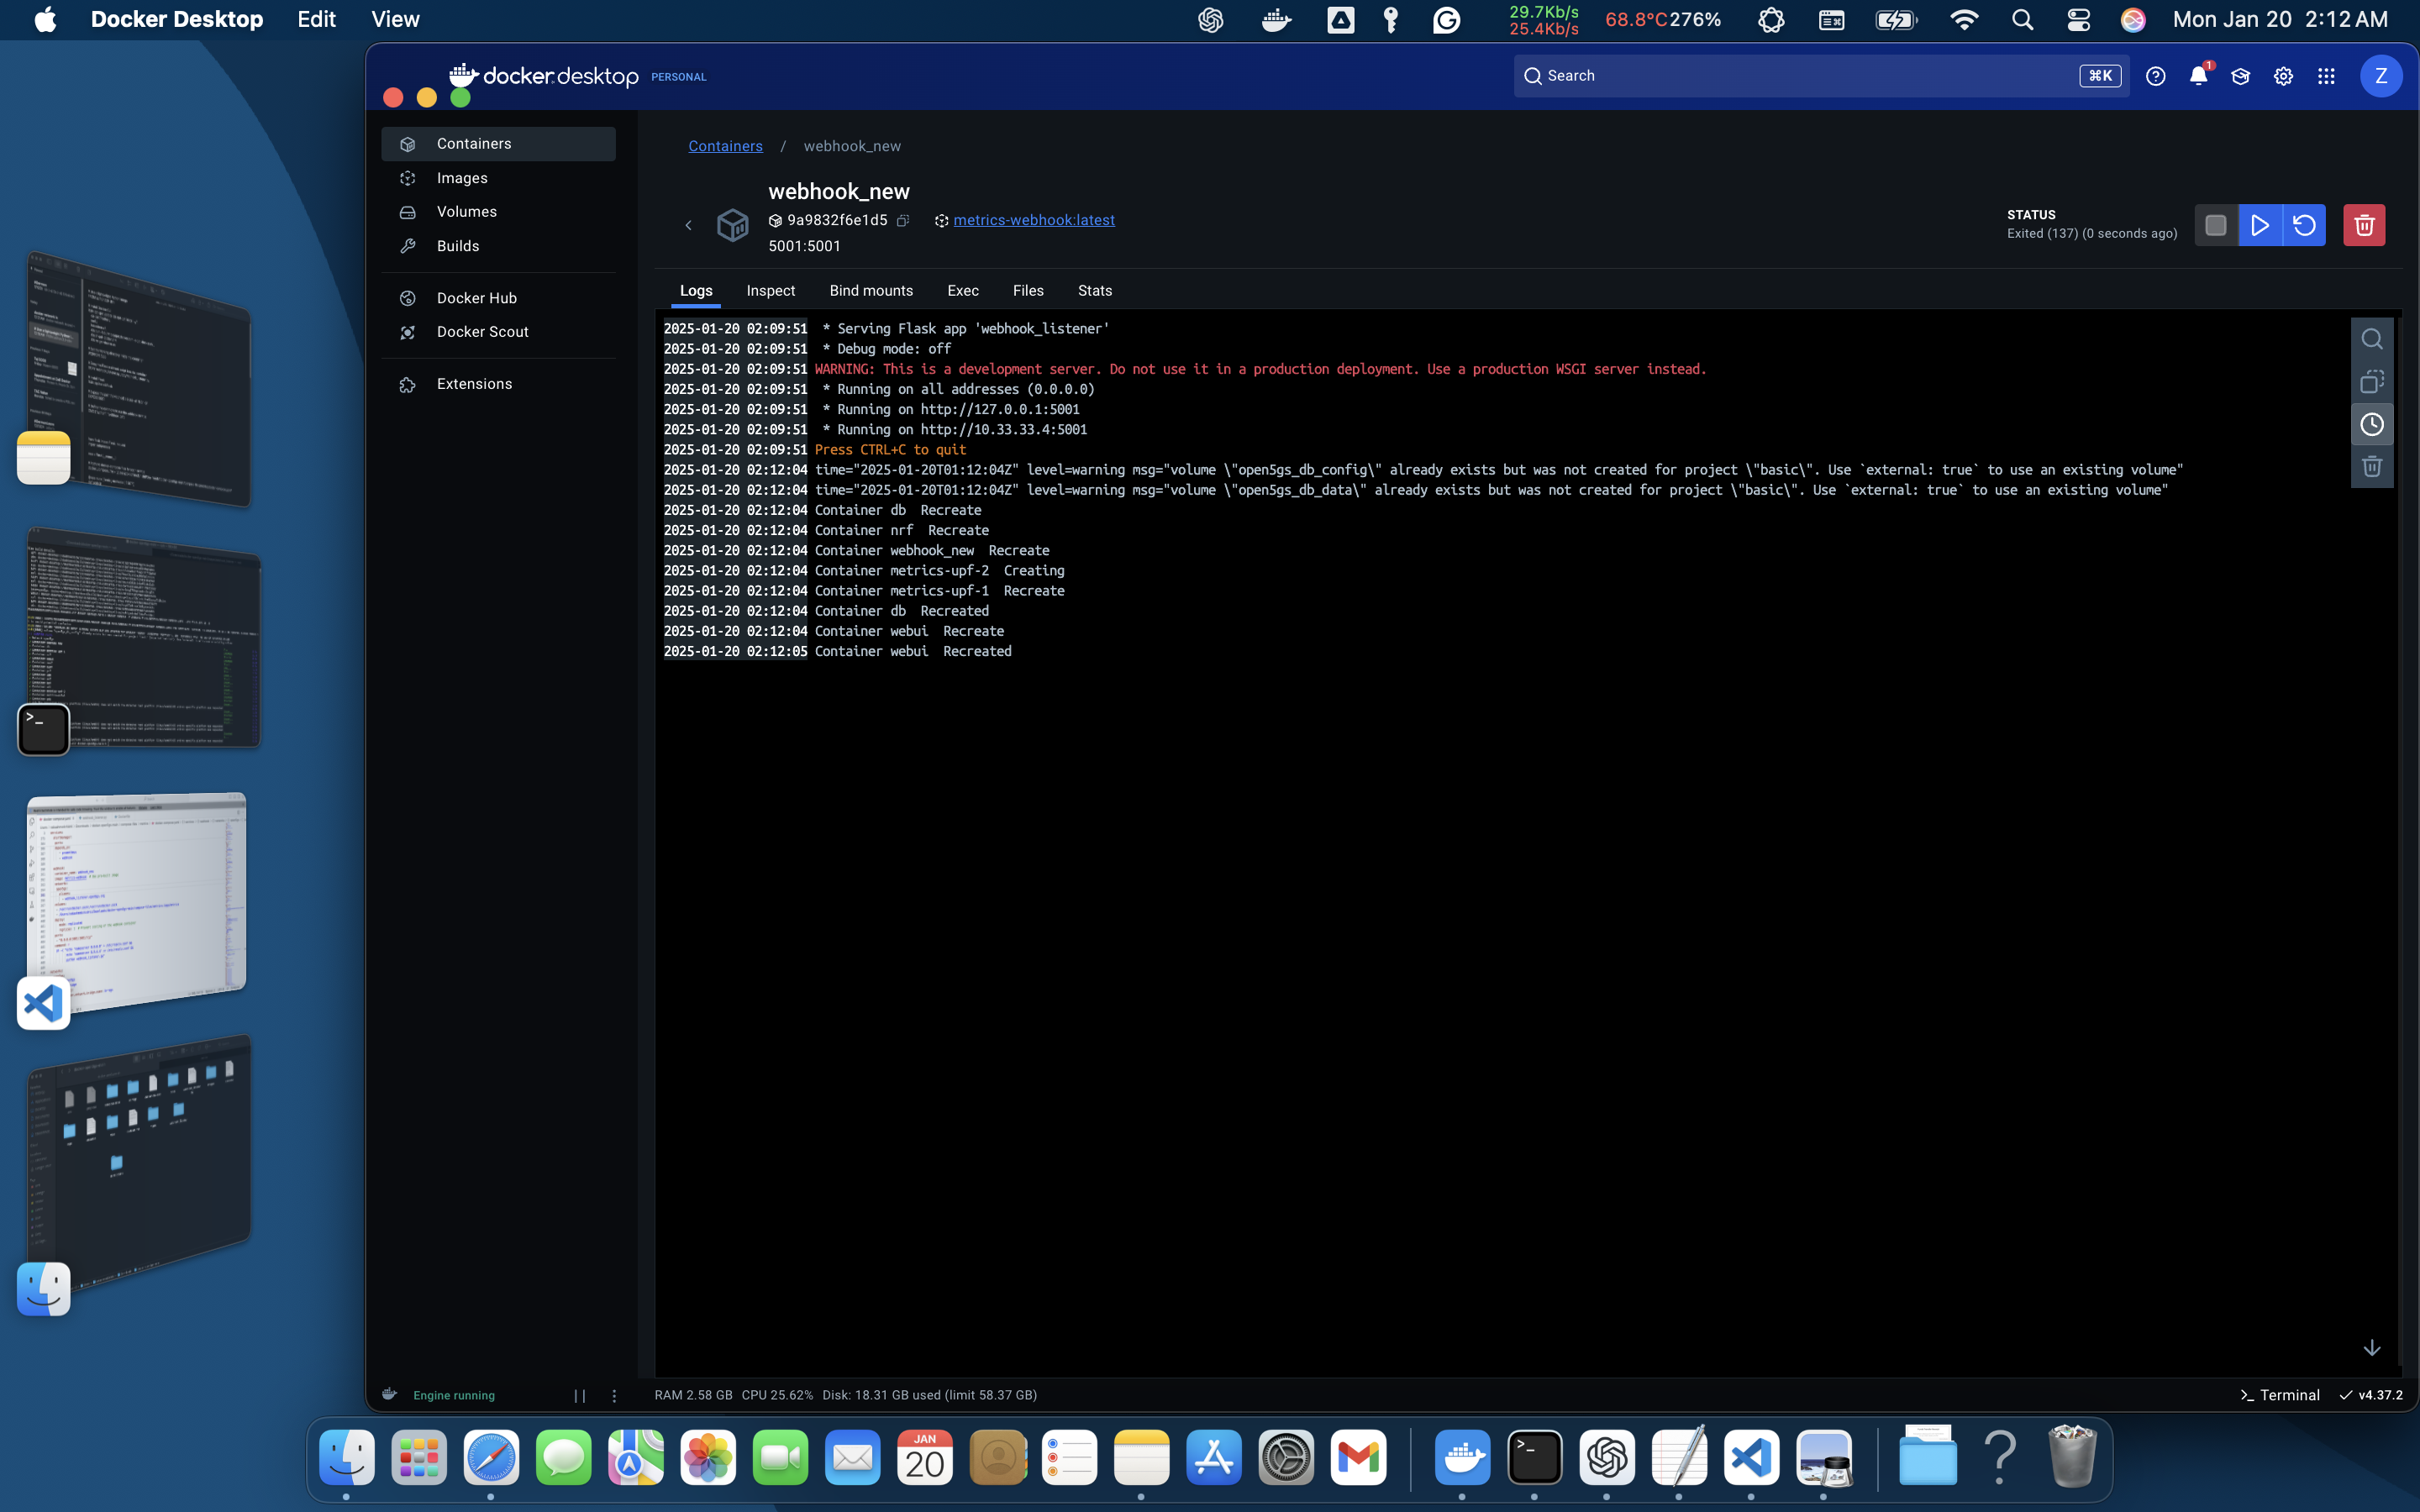 Docker Desktop Edit View
29.7Kb/s
25.4Kb/s
68.8°C 276%
Mon Jan 20 2:12 AM
docker desktop PERSONAL
Search ⌘K
1
Z
Containers
Images
Volumes
Builds
Docker Hub
Docker Scout
Extensions
Containers / webhook_new
webhook_new
9a9832f6e1d5 metrics-webhook:latest
5001:5001
STATUS
Exited (137) (0 seconds ago)
Logs Inspect Bind mounts Exec Files Stats
2025-01-20 02:09:51  * Serving Flask app 'webhook_listener'
2025-01-20 02:09:51  * Debug mode: off
2025-01-20 02:09:51 WARNING: This is a development server. Do not use it in a production deployment. Use a production WSGI server instead.
2025-01-20 02:09:51  * Running on all addresses (0.0.0.0)
2025-01-20 02:09:51  * Running on http://127.0.0.1:5001
2025-01-20 02:09:51  * Running on http://10.33.33.4:5001
2025-01-20 02:09:51 Press CTRL+C to quit
2025-01-20 02:12:04 time="2025-01-20T01:12:04Z" level=warning msg="volume \"open5gs_db_config\" already exists but was not created for project \"basic\". Use `external: true` to use an existing volume"
2025-01-20 02:12:04 time="2025-01-20T01:12:04Z" level=warning msg="volume \"open5gs_db_data\" already exists but was not created for project \"basic\". Use `external: true` to use an existing volume"
2025-01-20 02:12:04 Container db  Recreate
2025-01-20 02:12:04 Container nrf  Recreate
2025-01-20 02:12:04 Container webhook_new  Recreate
2025-01-20 02:12:04 Container metrics-upf-2  Creating
2025-01-20 02:12:04 Container metrics-upf-1  Recreate
2025-01-20 02:12:04 Container db  Recreated
2025-01-20 02:12:04 Container webui  Recreate
2025-01-20 02:12:05 Container webui  Recreated
Engine running
RAM 2.58 GB CPU 25.62% Disk: 18.31 GB used (limit 58.37 GB)
>_ Terminal
v4.37.2
JAN
20